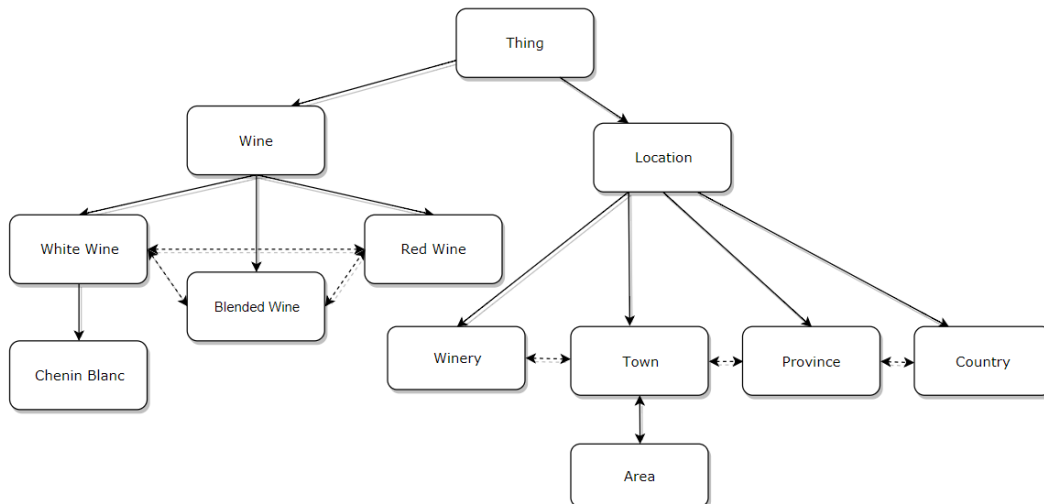 Thing
Wine
Location
White Wine
Red Wine
Blended Wine
Chenin Blanc
Winery
Town
Province
Country
Area